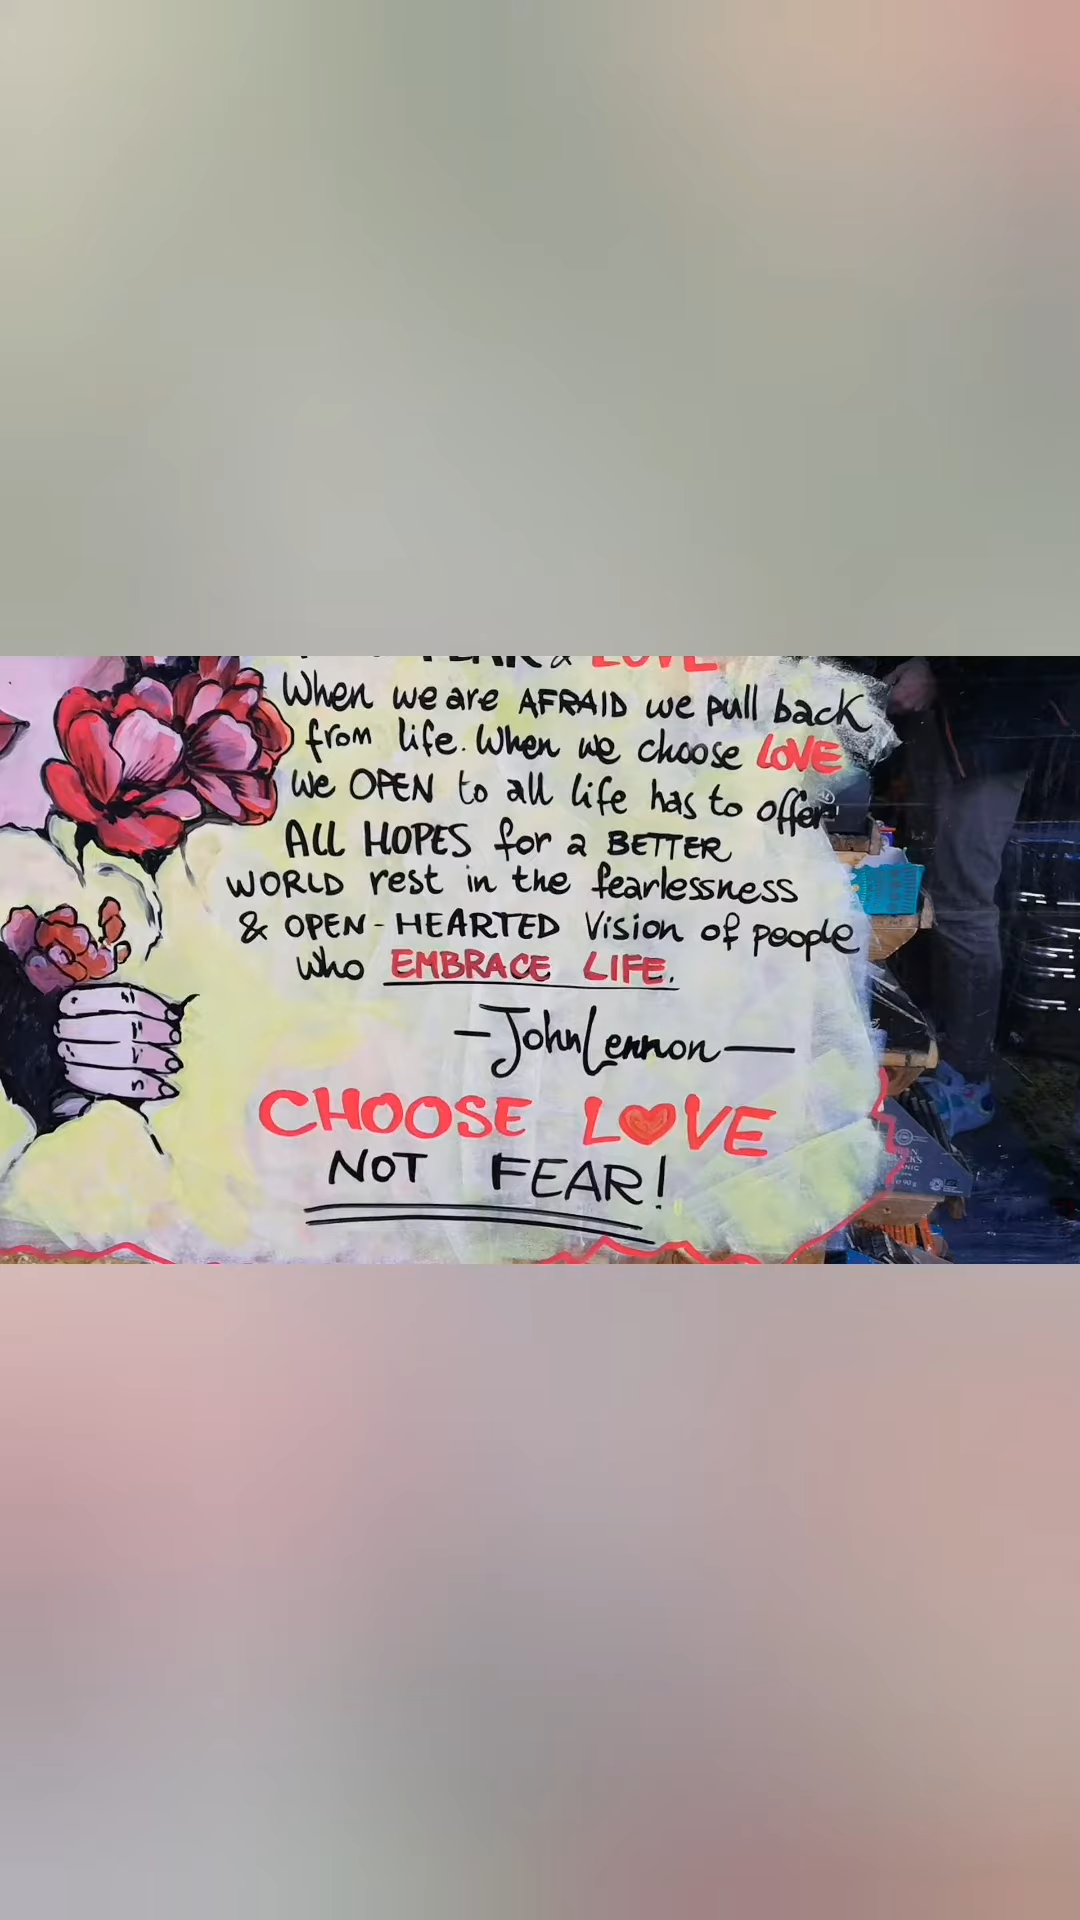 FEAR & LOVE
When we are AFRAID we pull back
from life. When we choose LOVE
we OPEN to all life has to offer
ALL HOPES for a BETTER
WORLD rest in the fearlessness
& OPEN-HEARTED Vision of people
who EMBRACE LIFE.
-John Lennon-
CHOOSE LOVE
NOT FEAR!